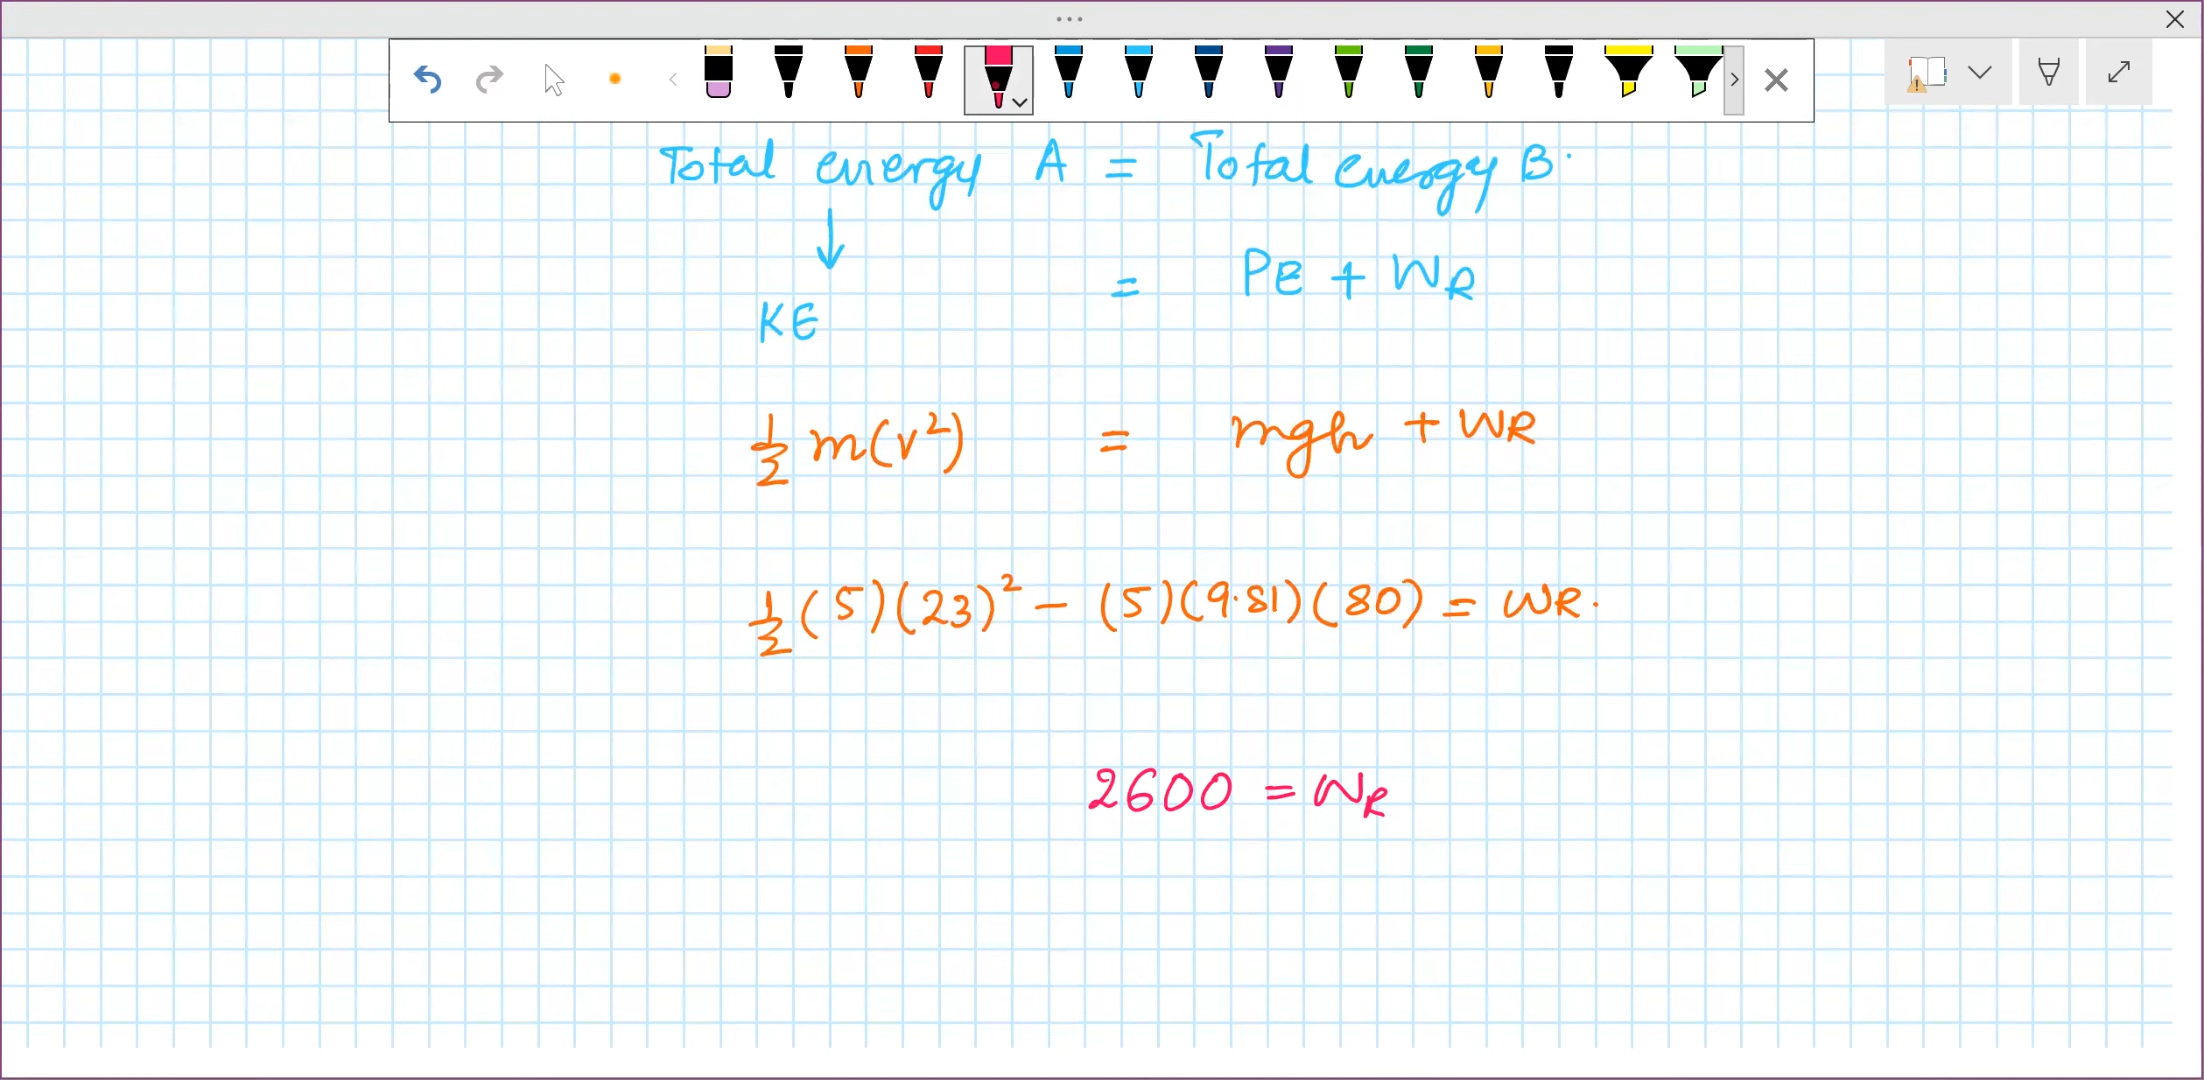 Total energy A = Total energy B.
↓
= PE + WR
KE
1/2 m(v²) = mgh + WR
1/2 (5)(23)² - (5)(9.81)(80) = WR.
2600 = WR